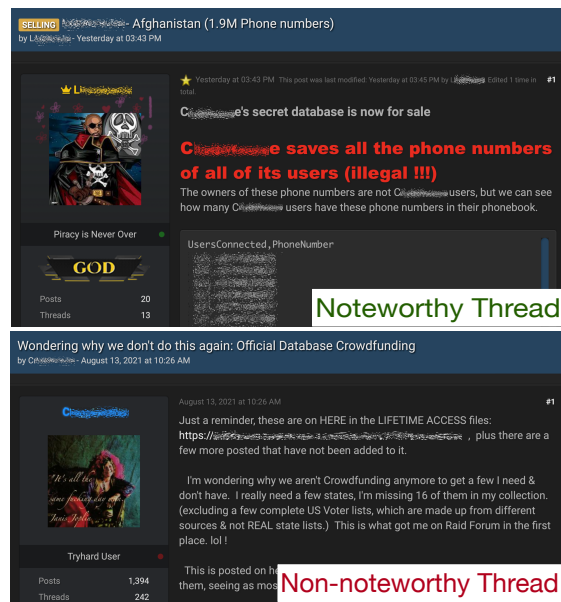 SELLING - Afghanistan (1.9M Phone numbers)
by L - Yesterday at 03:43 PM
Yesterday at 03:43 PM This post was last modified: Yesterday at 03:45 PM by Edited 1 time in total.
#1
L
C's secret database is now for sale
C e saves all the phone numbers
of all of its users (illegal !!!)
The owners of these phone numbers are not C users, but we can see
how many C users have these phone numbers in their phonebook.
Piracy is Never Over
UsersConnected,PhoneNumber
GOD
Posts 20
Threads 13
Noteworthy Thread
Wondering why we don't do this again: Official Database Crowdfunding
by C - August 13, 2021 at 10:26 AM
August 13, 2021 at 10:26 AM
#1
C
Just a reminder, these are on HERE in the LIFETIME ACCESS files:
https:// , plus there are a
few more posted that have not been added to it.
I'm wondering why we aren't Crowdfunding anymore to get a few I need &
don't have. I really need a few states, I'm missing 16 of them in my collection.
(excluding a few complete US Voter lists, which are made up from different
sources & not REAL state lists.) This is what got me on Raid Forum in the first
place. lol !
"It's all the
same fucking day man."
Janis Joplin
Tryhard User
This is posted on he
them, seeing as mos
Posts 1,394
Threads 242
Non-noteworthy Thread